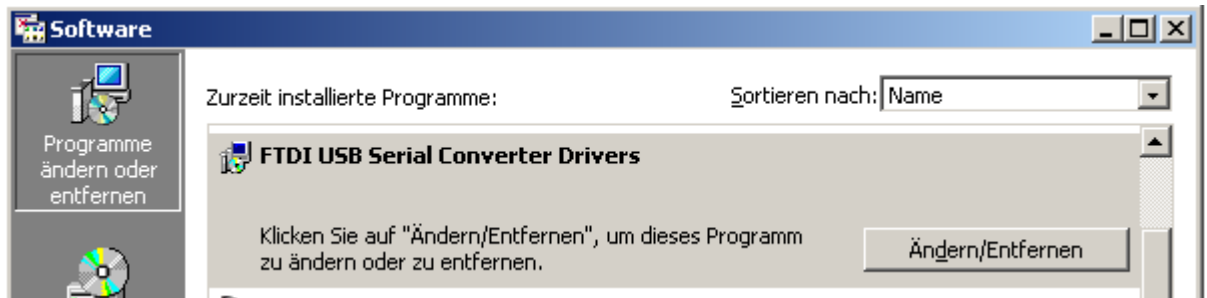 Software
Programme
ändern oder
entfernen
Zurzeit installierte Programme:
Sortieren nach: Name
FTDI USB Serial Converter Drivers
Klicken Sie auf "Ändern/Entfernen", um dieses Programm
zu ändern oder zu entfernen.
Ändern/Entfernen